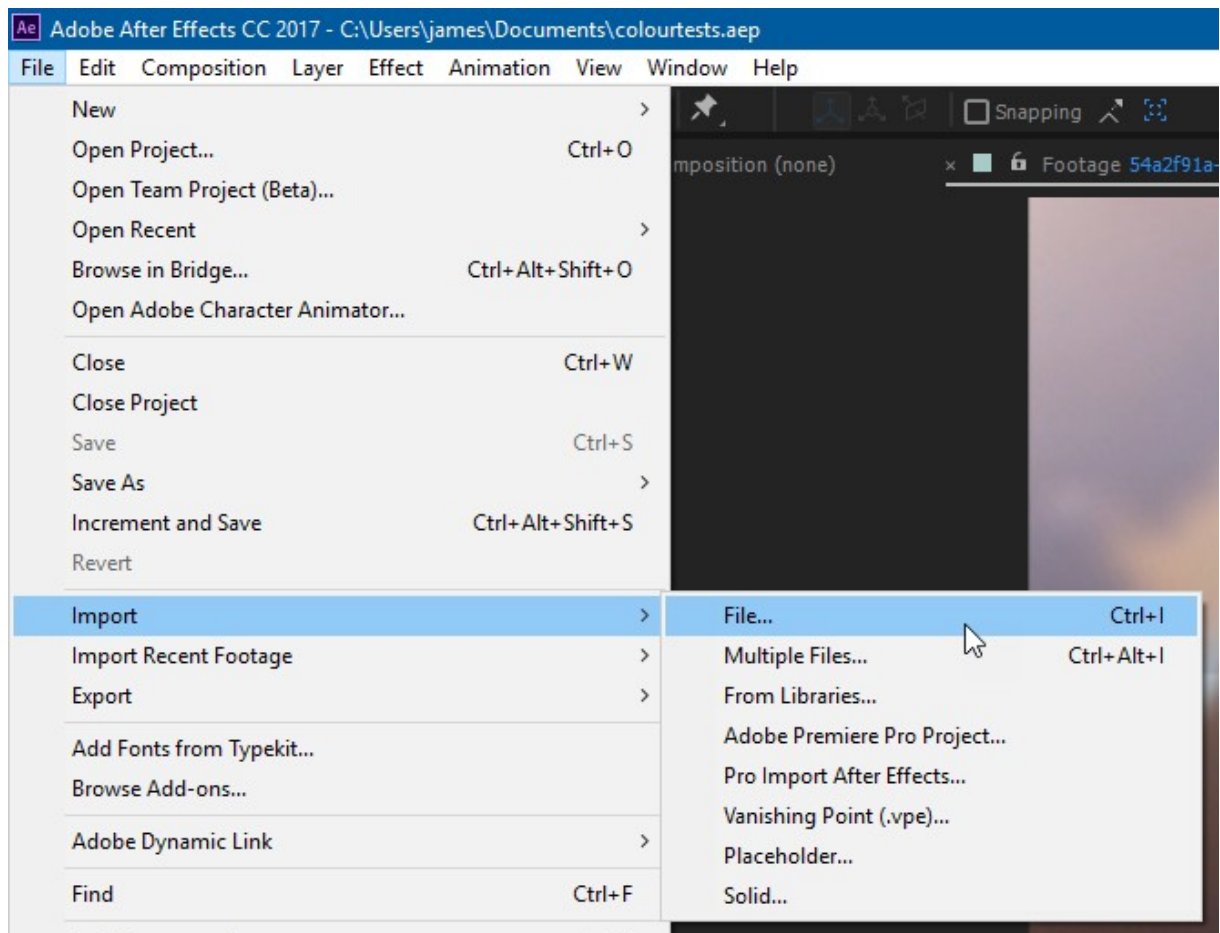 Ae Adobe After Effects CC 2017 - C:\Users\james\Documents\colourtests.aep
File Edit Composition Layer Effect Animation View Window Help
Snapping
mposition (none) × Footage 54a2f91a-
New >
Open Project... Ctrl+O
Open Team Project (Beta)...
Open Recent >
Browse in Bridge... Ctrl+Alt+Shift+O
Open Adobe Character Animator...
Close Ctrl+W
Close Project
Save Ctrl+S
Save As >
Increment and Save Ctrl+Alt+Shift+S
Revert
Import >
Import Recent Footage >
Export >
Add Fonts from Typekit...
Browse Add-ons...
Adobe Dynamic Link >
Find Ctrl+F
File... Ctrl+I
Multiple Files... Ctrl+Alt+I
From Libraries...
Adobe Premiere Pro Project...
Pro Import After Effects...
Vanishing Point (.vpe)...
Placeholder...
Solid...